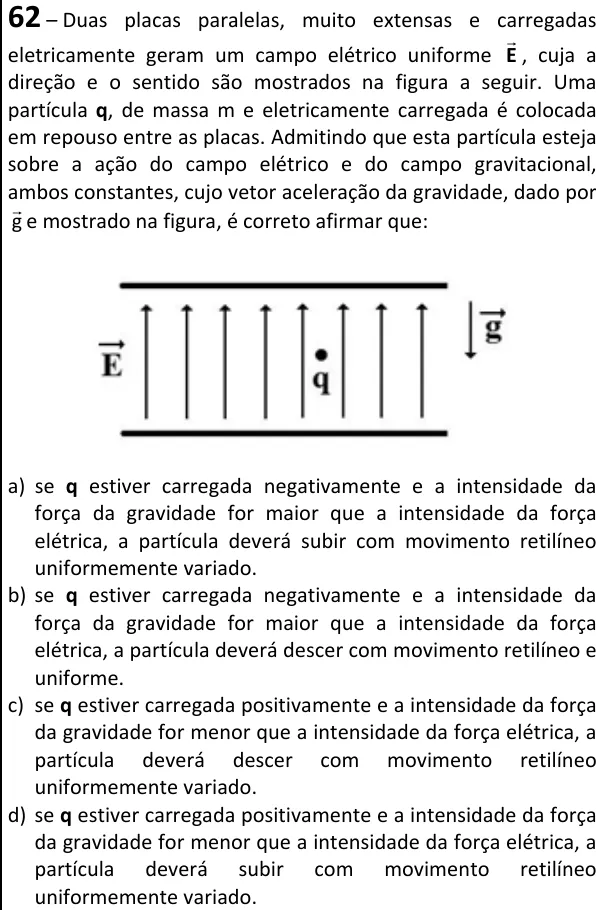 62 – Duas placas paralelas, muito extensas e carregadas
eletricamente geram um campo elétrico uniforme E⃗ , cuja a
direção e o sentido são mostrados na figura a seguir. Uma
partícula q, de massa m e eletricamente carregada é colocada
em repouso entre as placas. Admitindo que esta partícula esteja
sobre a ação do campo elétrico e do campo gravitacional,
ambos constantes, cujo vetor aceleração da gravidade, dado por
g⃗ e mostrado na figura, é correto afirmar que:
E⃗
q
g⃗
a) se q estiver carregada negativamente e a intensidade da
força da gravidade for maior que a intensidade da força
elétrica, a partícula deverá subir com movimento retilíneo
uniformemente variado.
b) se q estiver carregada negativamente e a intensidade da
força da gravidade for maior que a intensidade da força
elétrica, a partícula deverá descer com movimento retilíneo e
uniforme.
c) se q estiver carregada positivamente e a intensidade da força
da gravidade for menor que a intensidade da força elétrica, a
partícula deverá descer com movimento retilíneo
uniformemente variado.
d) se q estiver carregada positivamente e a intensidade da força
da gravidade for menor que a intensidade da força elétrica, a
partícula deverá subir com movimento retilíneo
uniformemente variado.